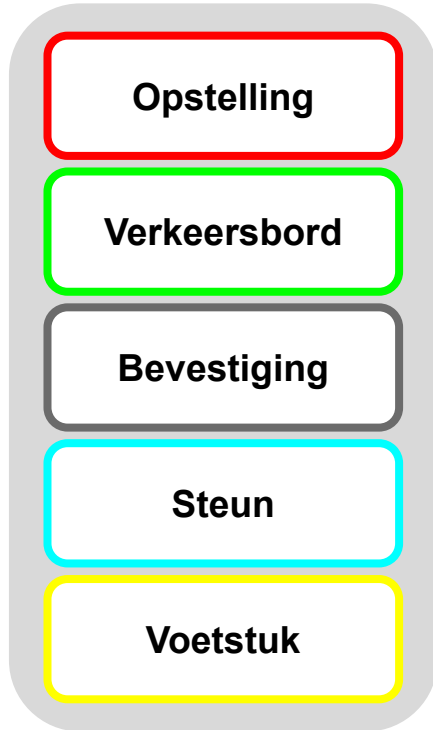 Opstelling
Verkeersbord
Bevestiging
Steun
Voetstuk